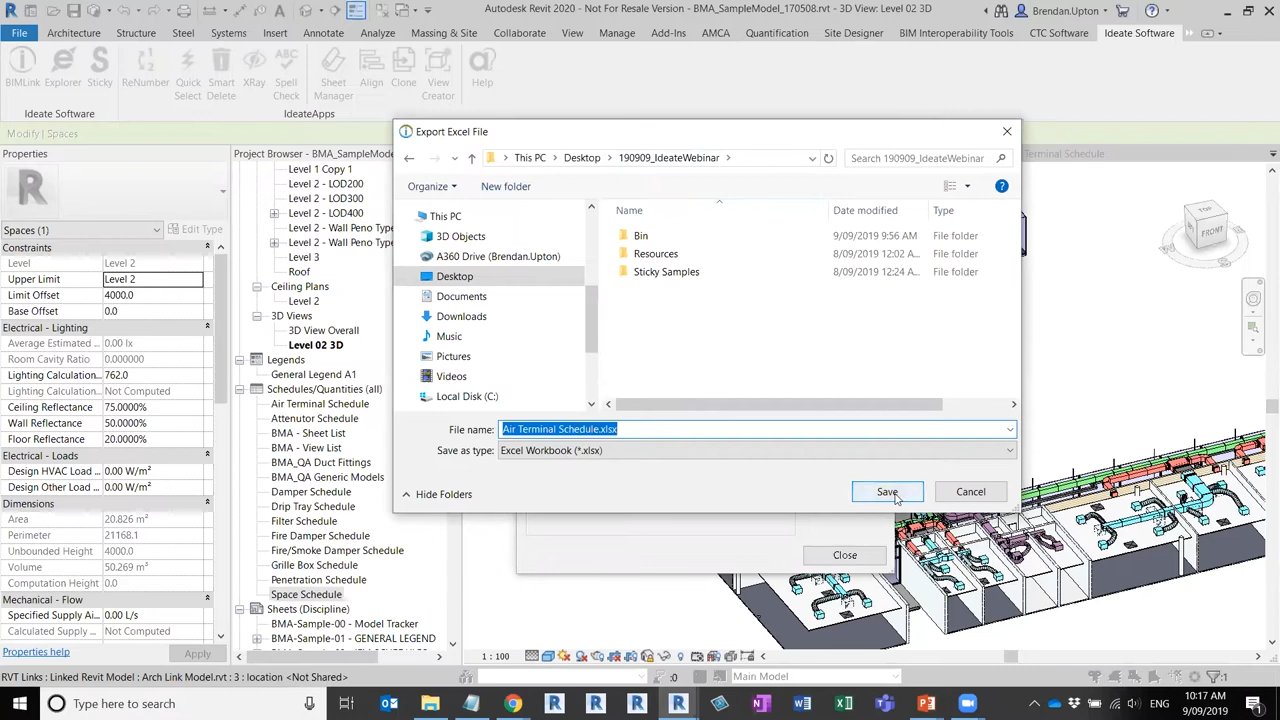 Autodesk Revit 2020 - Not For Resale Version - BMA_SampleModel_170508.rvt - 3D View: Level 02 3D
Brendan.Upton
File Architecture Structure Steel Systems Insert Annotate Analyze Massing & Site Collaborate View Manage Add-Ins AMCA Quantification Site Designer BIM Interoperability Tools CTC Software Ideate Software
BIMLink Explorer Sticky ReNumber Quick Select Smart Delete XRay Spell Check Sheet Manager Align Clone View Creator Help
Ideate Software IdeateApps
Modify | Spaces
Properties
Spaces (1) Edit Type
Constraints
Level Level 2
Upper Limit Level 2
Limit Offset 4000.0
Base Offset 0.0
Electrical - Lighting
Average Estimated ... 0.00 lx
Room Cavity Ratio 0.000000
Lighting Calculation... 762.0
Lighting Calculation... Not Computed
Ceiling Reflectance 75.0000%
Wall Reflectance 50.0000%
Floor Reflectance 20.0000%
Electrical - Loads
Design HVAC Load ... 0.00 W/m²
Design Other Load ... 0.00 W/m²
Dimensions
Area 20.826 m²
Perimeter 21168.1
Unbounded Height 4000.0
Volume 50.269 m³
Computation Height 0.0
Mechanical - Flow
Specified Supply Ai... 0.00 L/s
Calculated Supply ... Not Computed
Properties help Apply
Project Browser - BMA_SampleMode
Level 1 Copy 1
Level 2 - LOD200
Level 2 - LOD300
Level 2 - LOD400
Level 2 - Wall Peno Type
Level 2 - Wall Peno Type
Level 3
Roof
Ceiling Plans
Level 2
3D Views
3D View Overall
Level 02 3D
Legends
General Legend A1
Schedules/Quantities (all)
Air Terminal Schedule
Attenutor Schedule
BMA - Sheet List
BMA_QA Duct Fittings
BMA_QA Generic Models
Damper Schedule
Drip Tray Schedule
Filter Schedule
Fire Damper Schedule
Fire/Smoke Damper Schedule
Grille Box Schedule
Penetration Schedule
Space Schedule
Sheets (Discipline)
BMA-Sample-00 - Model Tracker
BMA-Sample-01 - GENERAL LEGEND
Export Excel File
This PC Desktop 190909_IdeateWebinar Search 190909_IdeateWebinar
Organize New folder
This PC
3D Objects
A360 Drive (Brendan.Upton)
Desktop
Documents
Downloads
Music
Pictures
Videos
Local Disk (C:)
Name Date modified Type
Bin 9/09/2019 9:56 AM File folder
Resources 8/09/2019 12:02 A... File folder
Sticky Samples 8/09/2019 12:24 A... File folder
File name: Air Terminal Schedule.xlsx
Save as type: Excel Workbook (*.xlsx)
Hide Folders Save Cancel
Close
Terminal Schedule
TOP
FRONT
1 : 100
RVT Links : Linked Revit Model : Arch Link Model.rvt : 3 : location <Not Shared>
:0 Main Model :1
Type here to search
ENG
10:17 AM
9/09/2019